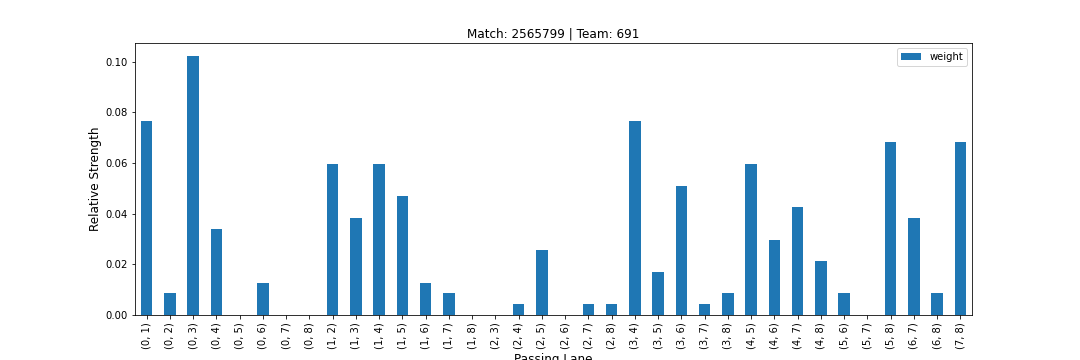 Match: 2565799 | Team: 691
weight
Relative Strength
0.10
0.08
0.06
0.04
0.02
0.00
(0, 1) (0, 2) (0, 3) (0, 4) (0, 5) (0, 6) (0, 7) (0, 8) (1, 2) (1, 3) (1, 4) (1, 5) (1, 6) (1, 7) (1, 8) (2, 3) (2, 4) (2, 5) (2, 6) (2, 7) (2, 8) (3, 4) (3, 5) (3, 6) (3, 7) (3, 8) (4, 5) (4, 6) (4, 7) (4, 8) (5, 6) (5, 7) (5, 8) (6, 7) (6, 8) (7, 8)
Passing Lane